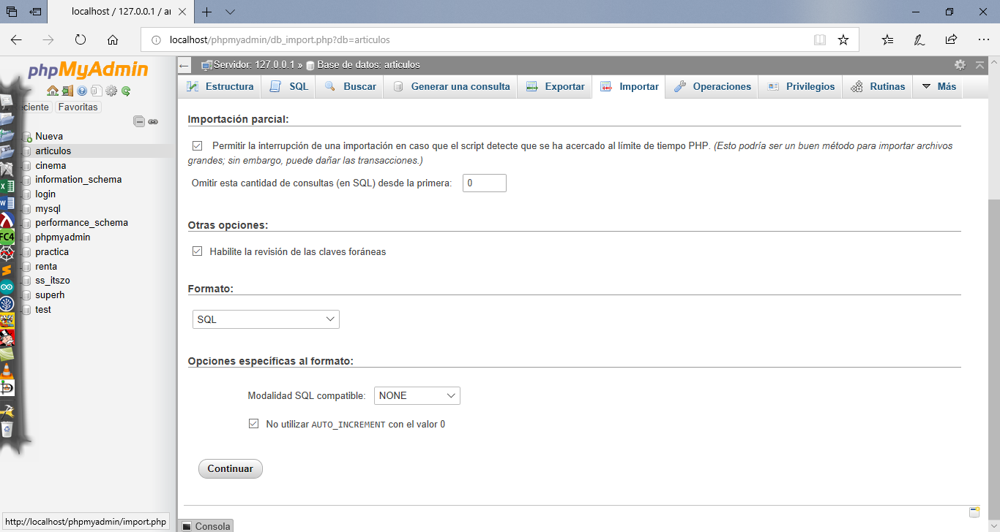 localhost / 127.0.0.1 / ar
localhost/phpmyadmin/db_import.php?db=articulos
phpMyAdmin
ciente Favoritas
Nueva
articulos
cinema
information_schema
login
mysql
performance_schema
phpmyadmin
practica
renta
ss_itszo
superh
test
FC4
http://localhost/phpmyadmin/import.php
Servidor: 127.0.0.1 » Base de datos: articulos
Estructura SQL Buscar Generar una consulta Exportar Importar Operaciones Privilegios Rutinas Más
Importación parcial:
Permitir la interrupción de una importación en caso que el script detecte que se ha acercado al límite de tiempo PHP. (Esto podría ser un buen método para importar archivos
grandes; sin embargo, puede dañar las transacciones.)
Omitir esta cantidad de consultas (en SQL) desde la primera: 0
Otras opciones:
Habilite la revisión de las claves foráneas
Formato:
SQL
Opciones específicas al formato:
Modalidad SQL compatible: NONE
No utilizar AUTO_INCREMENT con el valor 0
Continuar
Consola